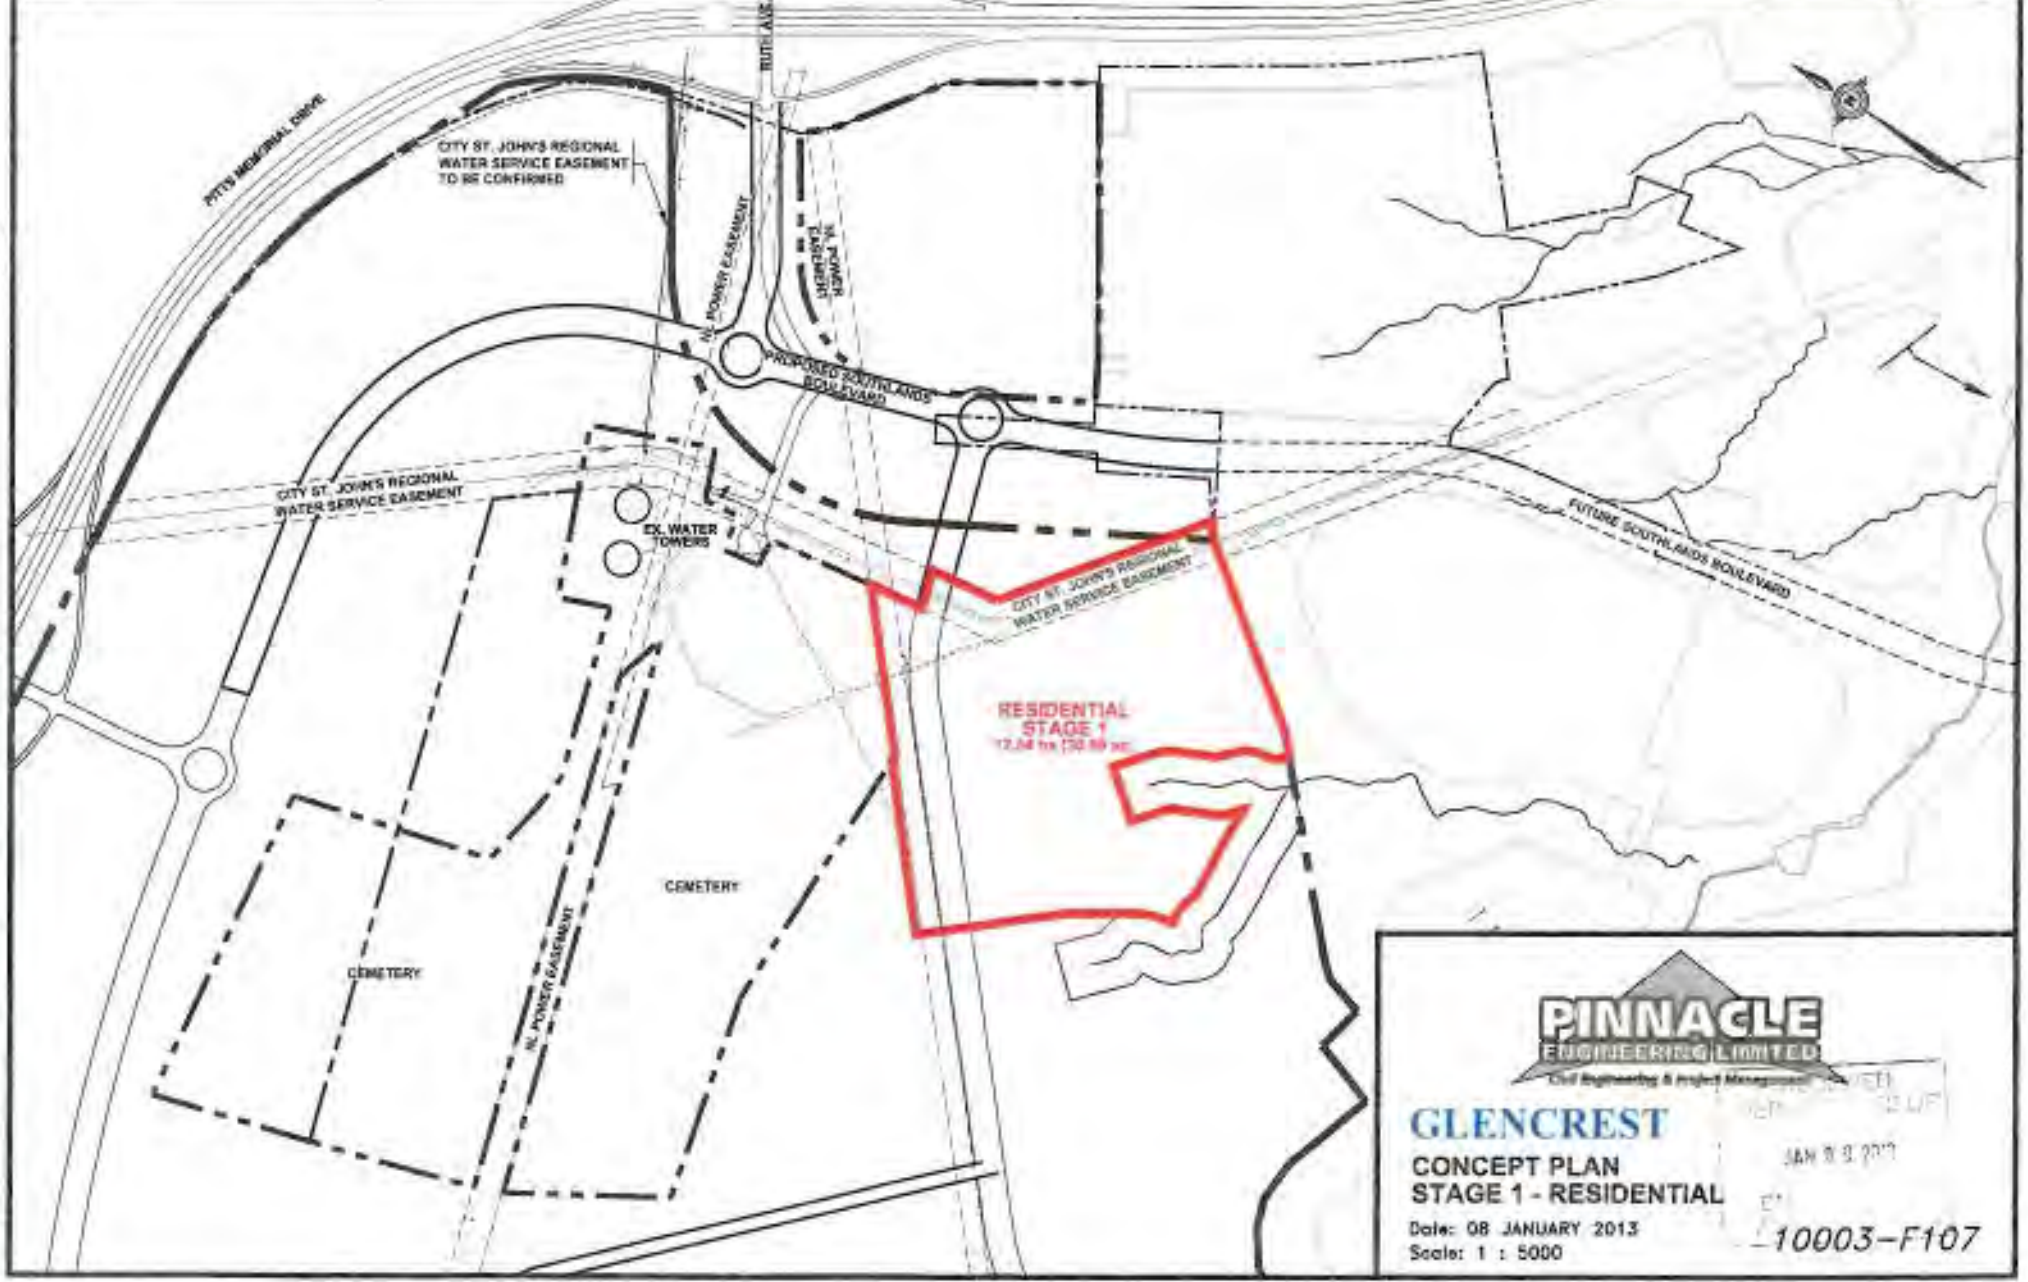 RUTH AVE.
PITTS MEMORIAL DRIVE
CITY ST. JOHN'S REGIONAL
WATER SERVICE EASEMENT
TO BE CONFIRMED
NL POWER EASEMENT
NL POWER
EASEMENT
PROPOSED SOUTHLANDS
BOULEVARD
CITY ST. JOHN'S REGIONAL
WATER SERVICE EASEMENT
EX. WATER
TOWERS
FUTURE SOUTHLANDS BOULEVARD
CITY ST. JOHN'S REGIONAL
WATER SERVICE EASEMENT
RESIDENTIAL
STAGE 1
CEMETERY
CEMETERY
NL POWER EASEMENT
PINNACLE
ENGINEERING LIMITED
Civil Engineering & Project Management
GLENCREST
CONCEPT PLAN
STAGE 1 - RESIDENTIAL
Date: 08 JANUARY 2013
Scale: 1 : 5000
JAN
10003-F107